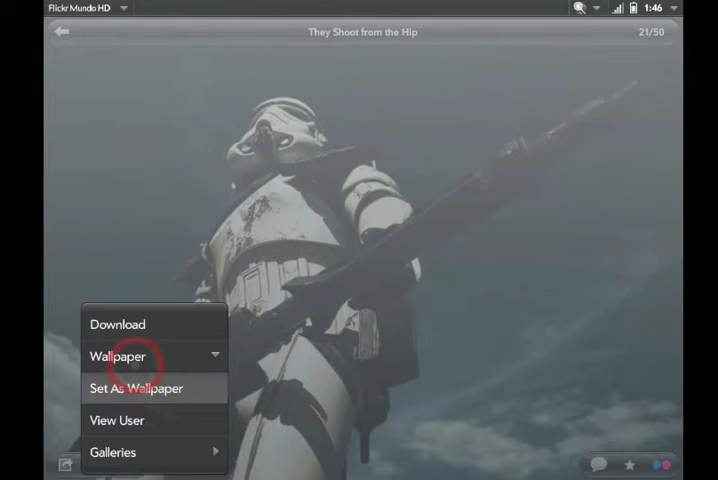 Flickr Mundo HD
1:46
They Shoot from the Hip
21/50
Download
Wallpaper
Set As Wallpaper
View User
Galleries